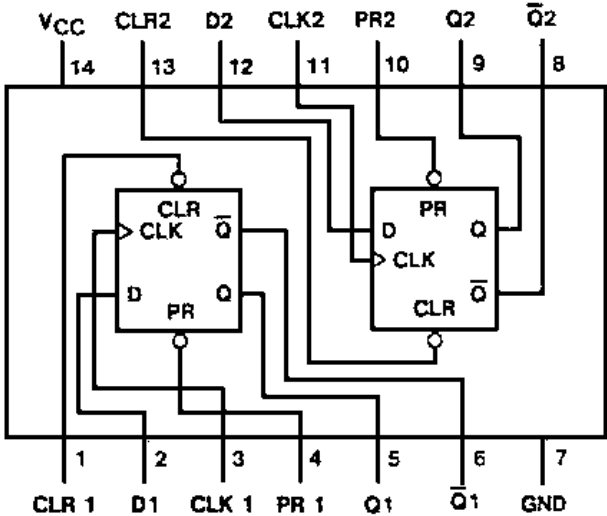 VCC CLR2 D2 CLK2 PR2 Q2 Q̅2
14 13 12 11 10 9 8
CLR PR
CLK Q̅ D Q
CLK
D Q Q̅
PR CLR
1 2 3 4 5 6 7
CLR 1 D1 CLK 1 PR 1 Q1 Q̅1 GND